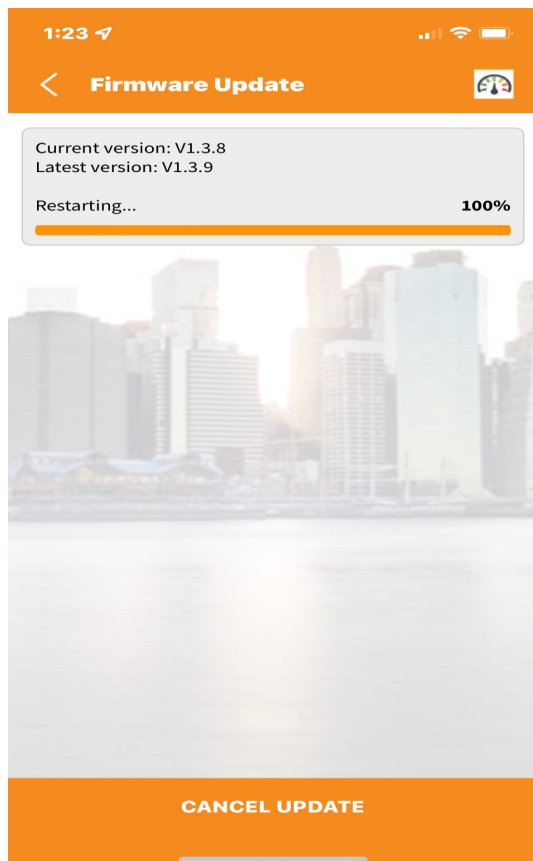 1:23
Firmware Update
Current version: V1.3.8
Latest version: V1.3.9
Restarting...
100%
CANCEL UPDATE